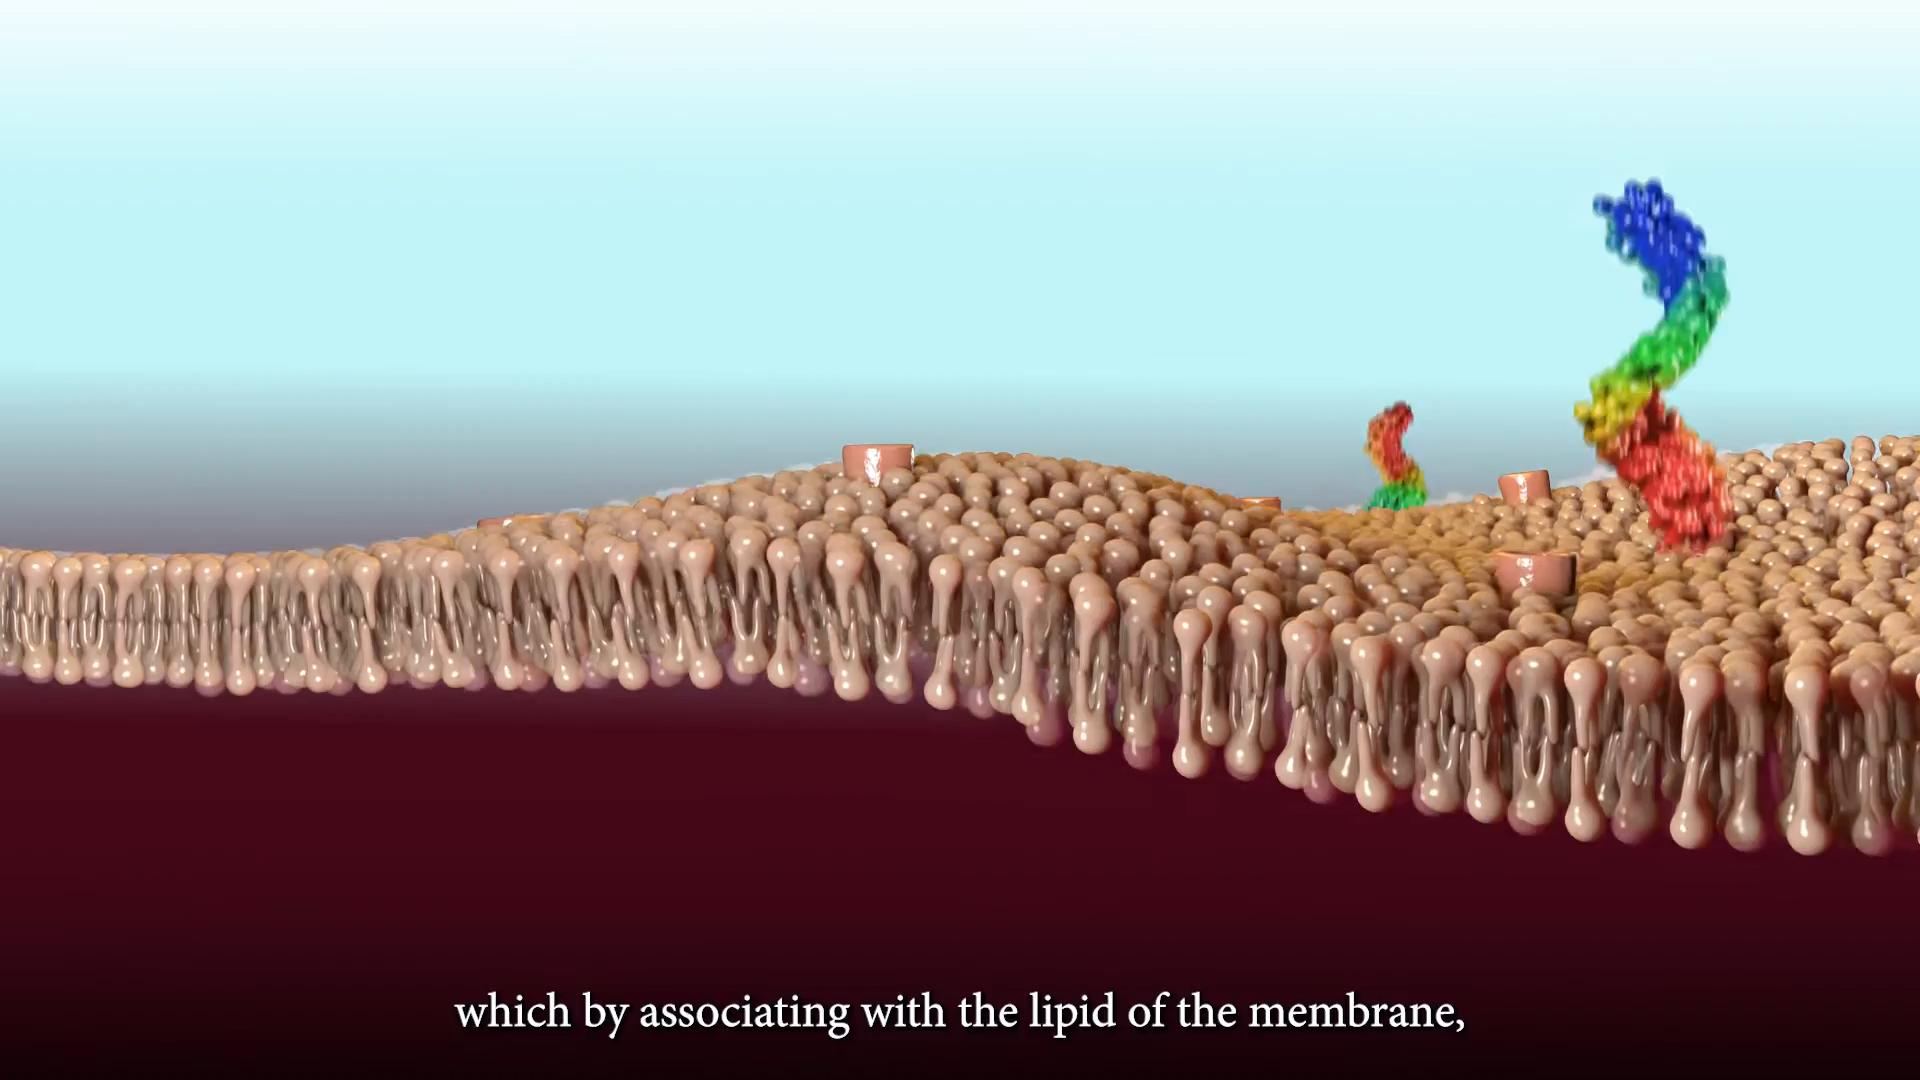 which by associating with the lipid of the membrane,